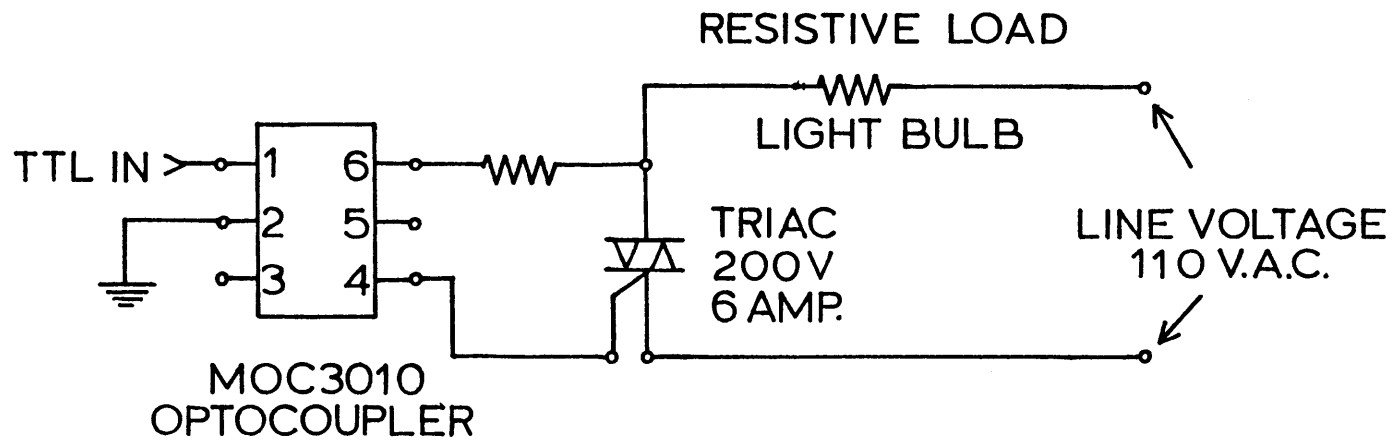 RESISTIVE LOAD
LIGHT BULB
TTL IN
1
6
2
5
3
4
TRIAC
200V
6 AMP.
LINE VOLTAGE
110 V.A.C.
MOC3010
OPTOCOUPLER